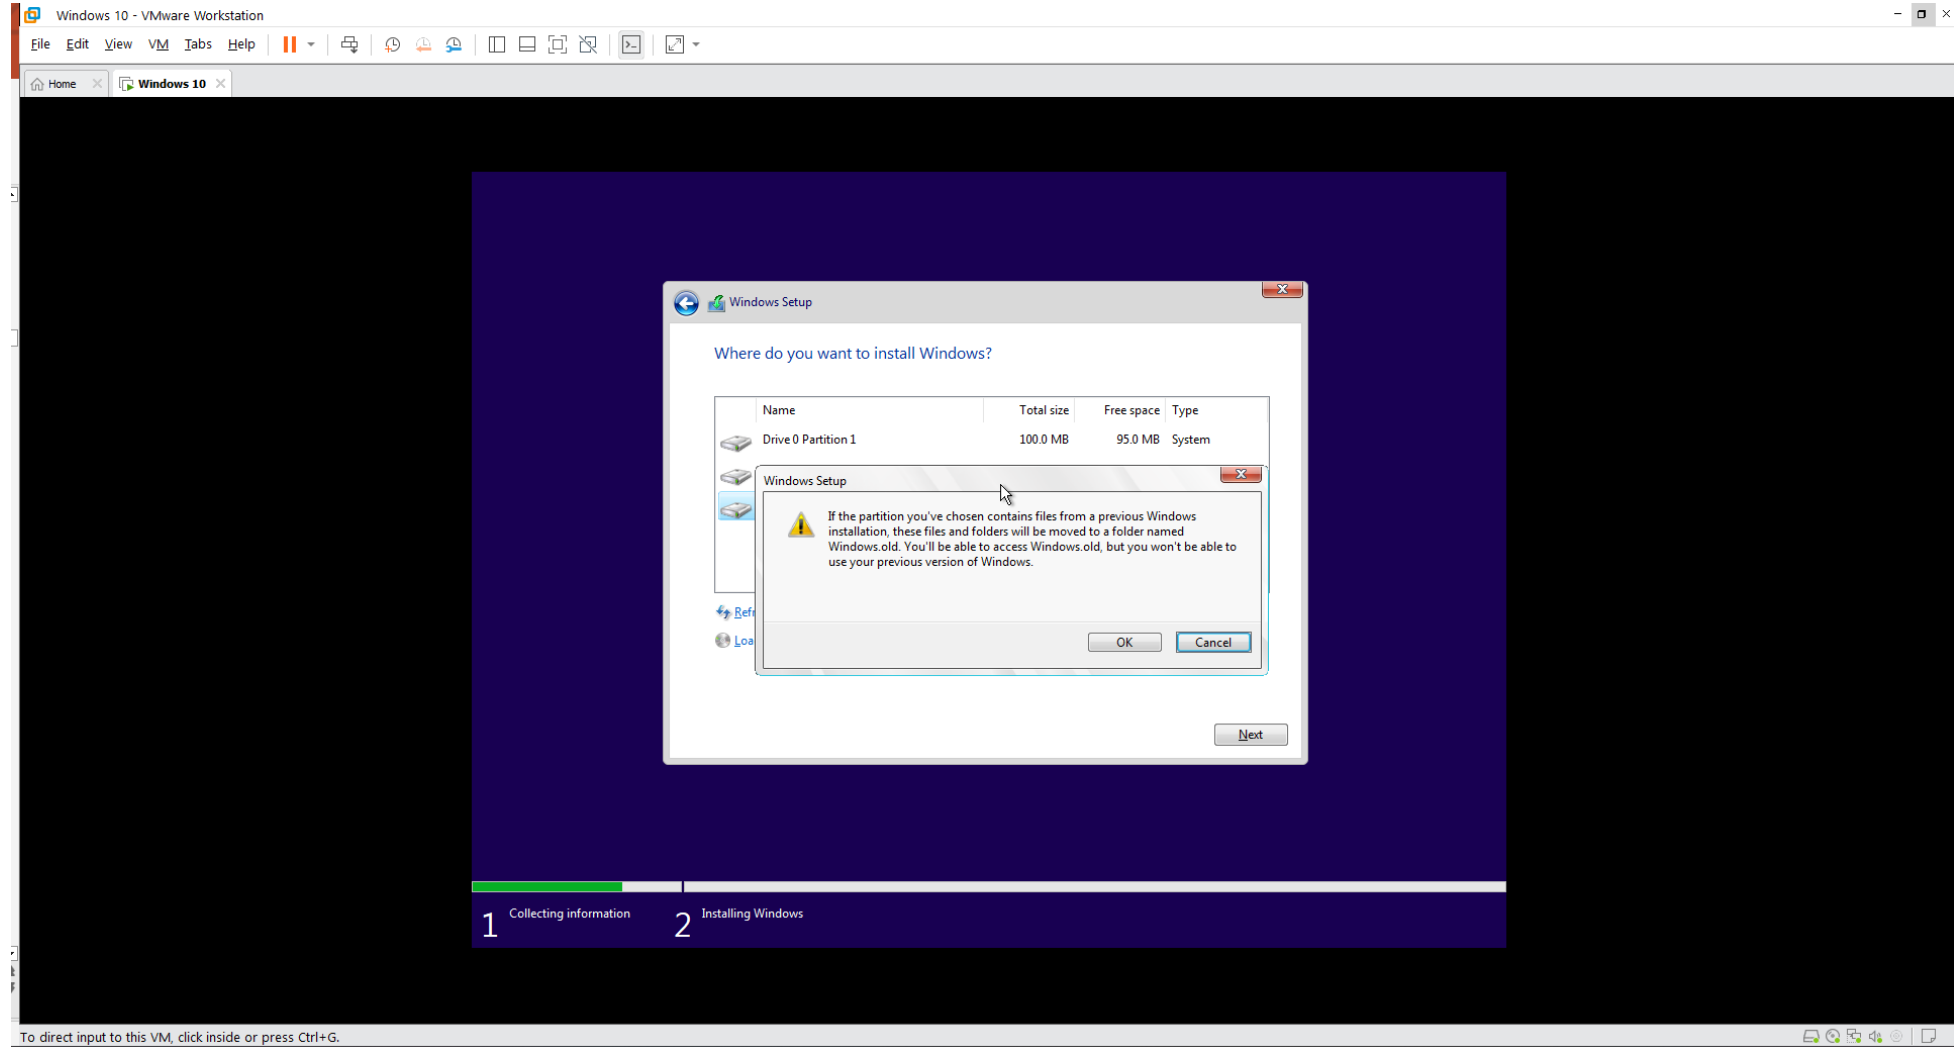 Windows 10 - VMware Workstation
File Edit View VM Tabs Help
Home Windows 10
Windows Setup
Where do you want to install Windows?
Name Total size Free space Type
Drive 0 Partition 1 100.0 MB 95.0 MB System
Windows Setup
If the partition you've chosen contains files from a previous Windows
installation, these files and folders will be moved to a folder named
Windows.old. You'll be able to access Windows.old, but you won't be able to
use your previous version of Windows.
Refr
Loa
OK Cancel
Next
1 Collecting information 2 Installing Windows
To direct input to this VM, click inside or press Ctrl+G.